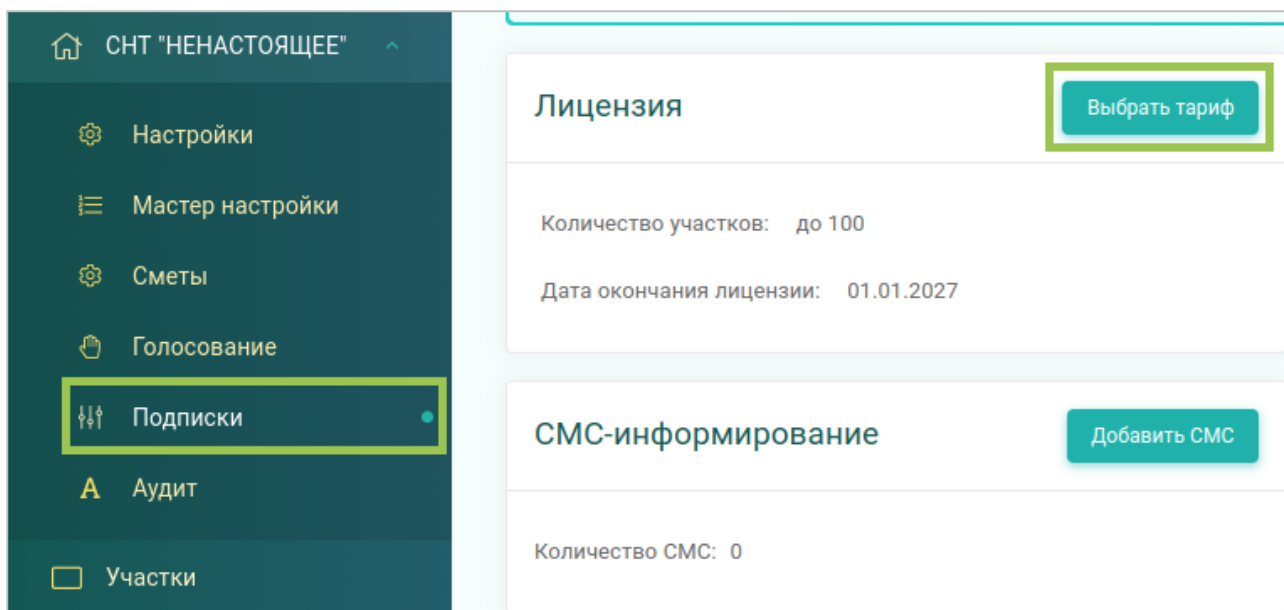 СНТ "НЕНАСТОЯЩЕЕ"
Настройки
Мастер настройки
Сметы
Голосование
Подписки
Аудит
Участки
Лицензия
Выбрать тариф
Количество участков: до 100
Дата окончания лицензии: 01.01.2027
СМС-информирование
Добавить СМС
Количество СМС: 0